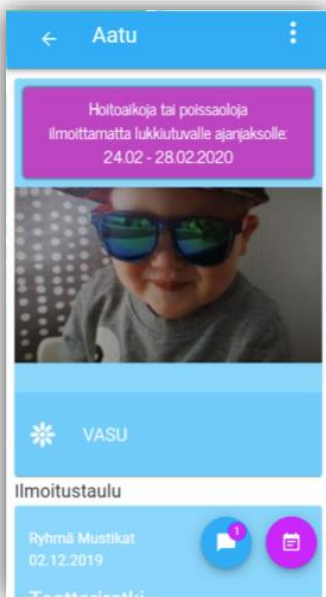 Aatu
Hoitoaikoja tai poissaoloja
ilmoittamatta lukkiutuvalle ajanjaksolle:
24.02 - 28.02.2020
VASU
Ilmoitustaulu
Ryhmä Mustikat
02.12.2019
1